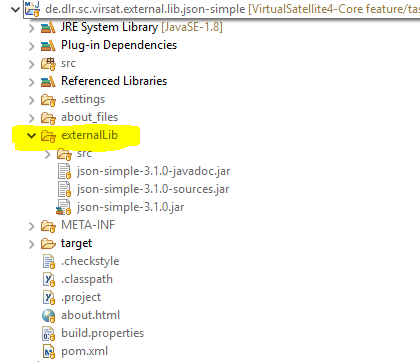 de.dlr.sc.virsat.external.lib.json-simple [VirtualSatellite4-Core feature/tas
JRE System Library [JavaSE-1.8]
Plug-in Dependencies
src
Referenced Libraries
.settings
about_files
externalLib
src
json-simple-3.1.0-javadoc.jar
json-simple-3.1.0-sources.jar
json-simple-3.1.0.jar
META-INF
target
.checkstyle
.classpath
.project
about.html
build.properties
pom.xml